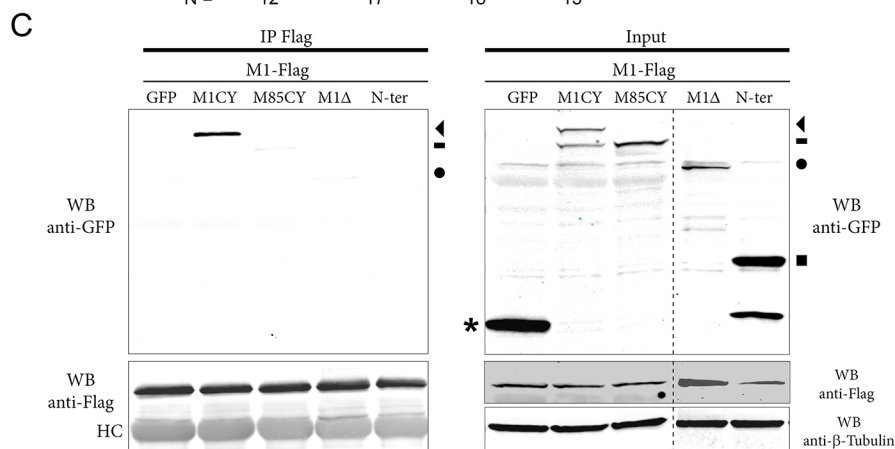 N = 12 17 18 15
C
IP Flag
M1-Flag
GFP M1CY M85CY M1Δ N-ter
WB
anti-GFP
WB
anti-Flag
HC
Input
M1-Flag
GFP M1CY M85CY M1Δ N-ter
*
WB
anti-GFP
WB
anti-Flag
WB
anti-β-Tubulin